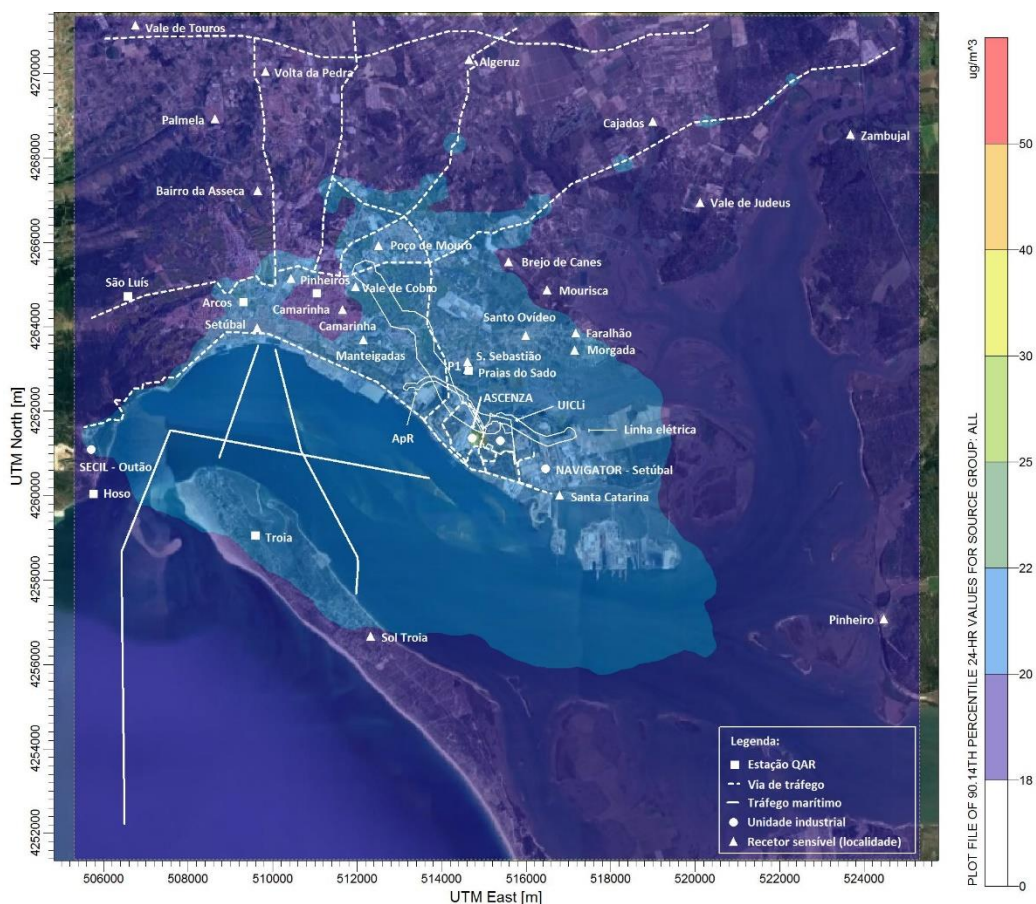 Vale de Touros
Algeruz
Volta da Pedra
Palmela
Cajados
Zambujal
Bairro da Asseca
Vale de Judeus
Poço de Mouro
Brejo de Canes
Pinheiros
Vale de Cobro
Mourisca
São Luís
Arcos
Camarinha
Camarinha
Santo Ovídeo
Setúbal
Faralhão
Manteigadas
Morgada
S. Sebastião
P1
Praias do Sado
ASCENZA
UICLi
ApR
Linha elétrica
SECIL - Outão
NAVIGATOR - Setúbal
Hoso
Santa Catarina
Troia
Pinheiro
Sol Troia
Legenda:
Estação QAR
Via de tráfego
Tráfego marítimo
Unidade industrial
Recetor sensível (localidade)
UTM North [m]
4270000
4268000
4266000
4264000
4262000
4260000
4258000
4256000
4254000
4252000
506000 508000 510000 512000 514000 516000 518000 520000 522000 524000
UTM East [m]
ug/m^3
50
40
30
25
22
20
18
0
PLOT FILE OF 90.14TH PERCENTILE 24-HR VALUES FOR SOURCE GROUP: ALL